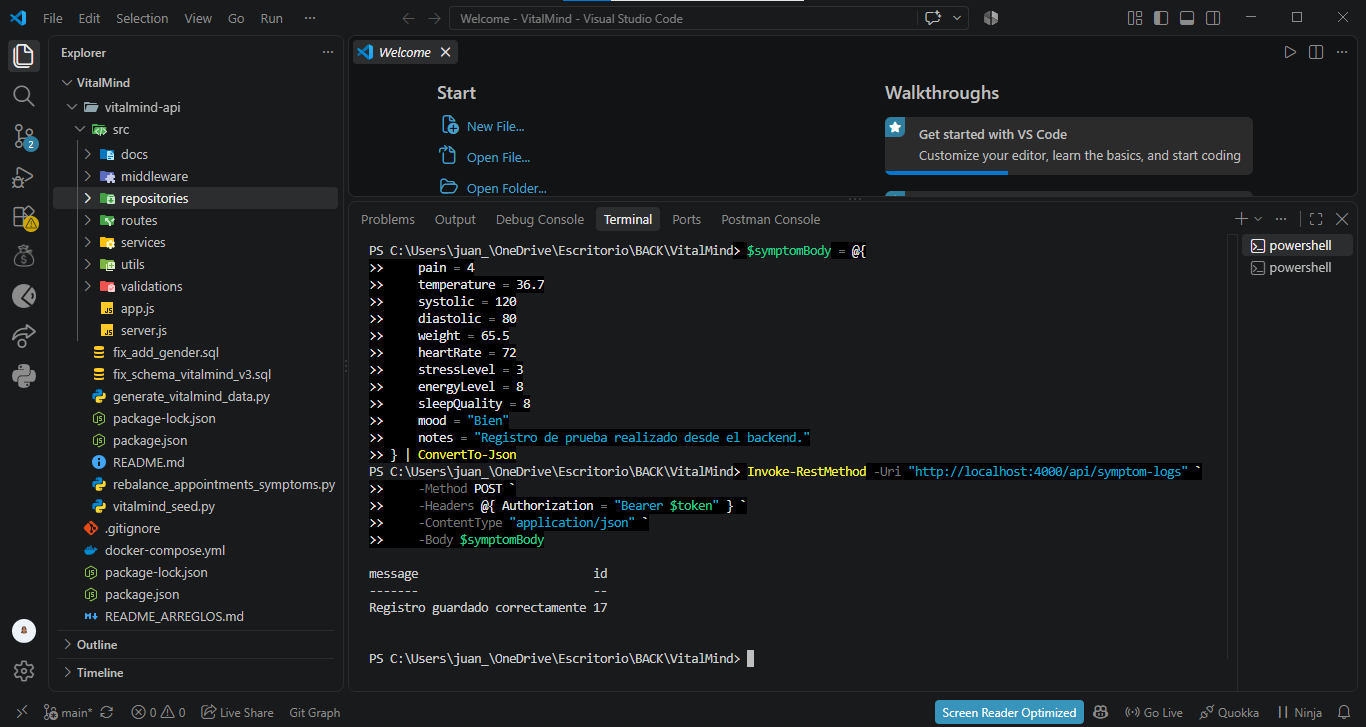 File Edit Selection View Go Run ···
Welcome - VitalMind - Visual Studio Code
Explorer
VitalMind
vitalmind-api
src
docs
middleware
repositories
routes
services
utils
validations
JS app.js
JS server.js
fix_add_gender.sql
fix_schema_vitalmind_v3.sql
generate_vitalmind_data.py
package-lock.json
package.json
README.md
rebalance_appointments_symptoms.py
vitalmind_seed.py
.gitignore
docker-compose.yml
package-lock.json
package.json
README_ARREGLOS.md
Outline
Timeline
2
Welcome
Start
New File...
Open File...
Open Folder...
Walkthroughs
Get started with VS Code
Customize your editor, learn the basics, and start coding
Problems Output Debug Console Terminal Ports Postman Console
PS C:\Users\juan_\OneDrive\Escritorio\BACK\VitalMind> $symptomBody = @{
>> pain = 4
>> temperature = 36.7
>> systolic = 120
>> diastolic = 80
>> weight = 65.5
>> heartRate = 72
>> stressLevel = 3
>> energyLevel = 8
>> sleepQuality = 8
>> mood = "Bien"
>> notes = "Registro de prueba realizado desde el backend."
>> } | ConvertTo-Json
PS C:\Users\juan_\OneDrive\Escritorio\BACK\VitalMind> Invoke-RestMethod -Uri "http://localhost:4000/api/symptom-logs" `
>> -Method POST `
>> -Headers @{ Authorization = "Bearer $token" } `
>> -ContentType "application/json" `
>> -Body $symptomBody
message id
------- --
Registro guardado correctamente 17
PS C:\Users\juan_\OneDrive\Escritorio\BACK\VitalMind>
powershell
powershell
main* 0 0 Live Share Git Graph
Screen Reader Optimized Go Live Quokka Ninja